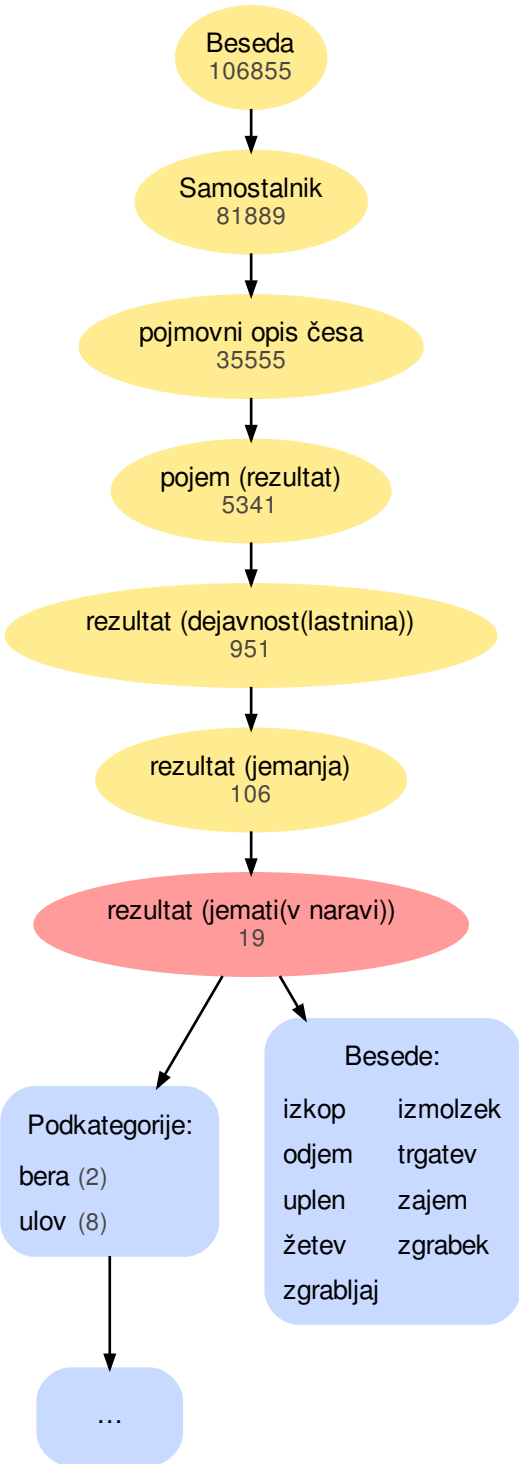 Beseda
106855
Samostalnik
81889
pojmovni opis česa
35555
pojem (rezultat)
5341
rezultat (dejavnost(lastnina))
951
rezultat (jemanja)
106
rezultat (jemati(v naravi))
19
Podkategorije:
bera (2)
ulov (8)
...
Besede:
izkop izmolzek
odjem trgatev
uplen zajem
žetev zgrabek
zgrabljaj